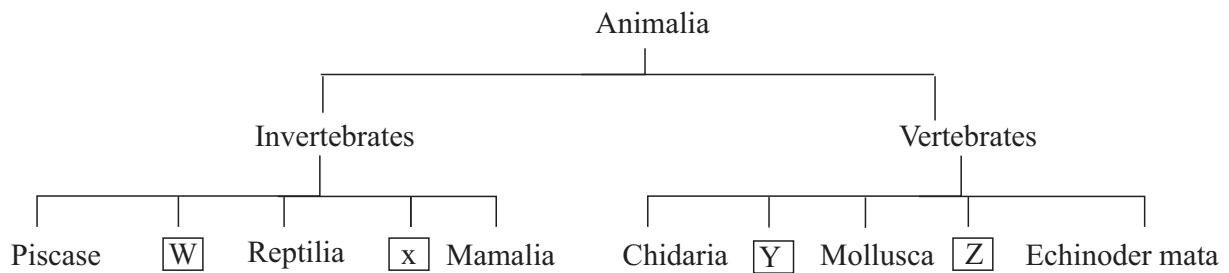 Animalia
Invertebrates Vertebrates
Piscase W Reptilia x Mamalia Chidaria Y Mollusca Z Echinoder mata